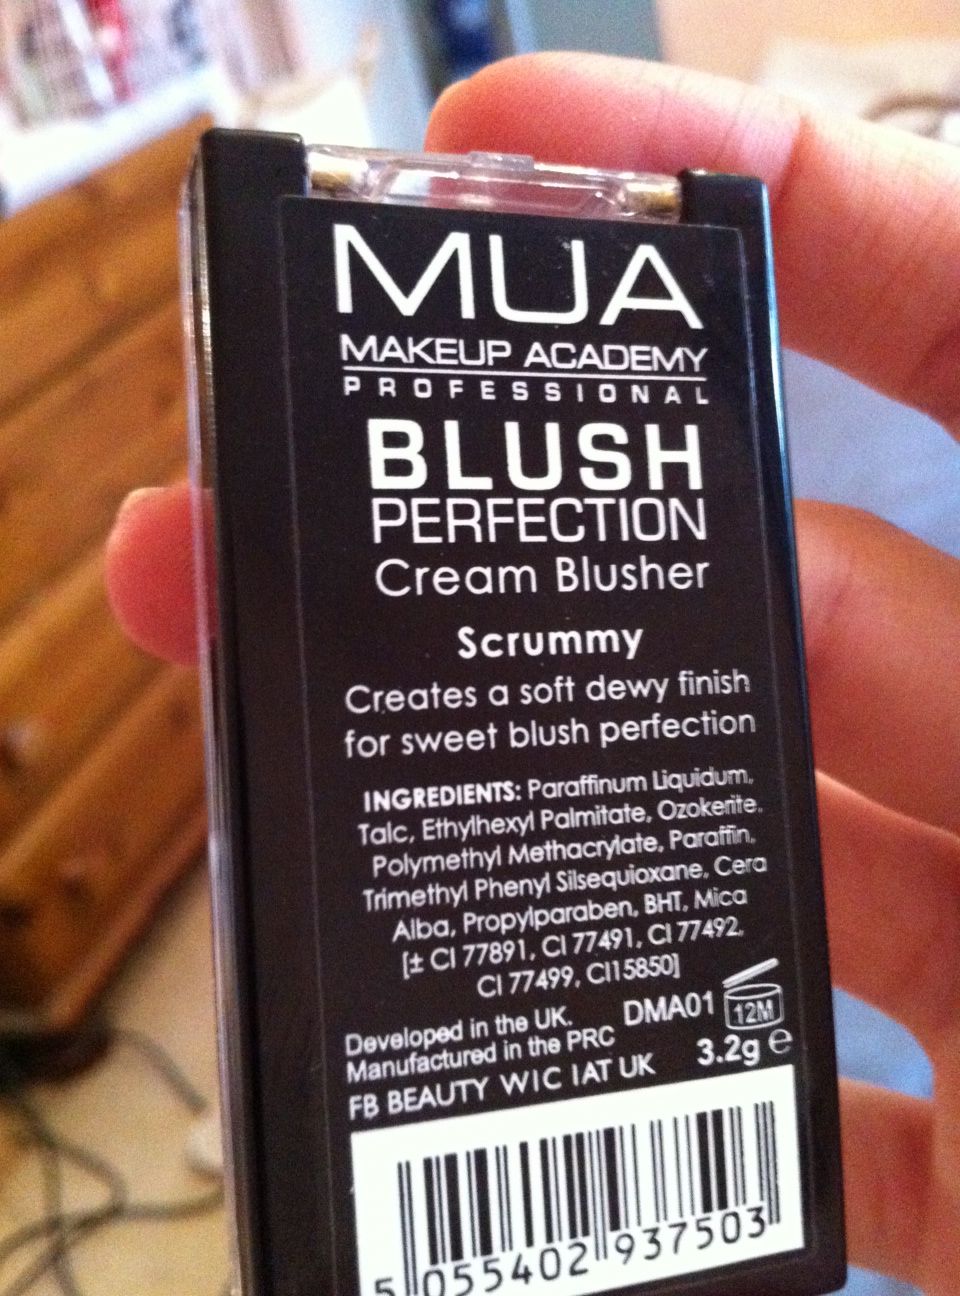 MUA
MAKEUP ACADEMY
PROFESSIONAL
BLUSH
PERFECTION
Cream Blusher
Scrummy
Creates a soft dewy finish
for sweet blush perfection
INGREDIENTS: Paraffinum Liquidum,
Talc, Ethylhexyl Palmitate, Ozokerite,
Polymethyl Methacrylate, Paraffin,
Trimethyl Phenyl Silsequioxane, Cera
Alba, Propylparaben, BHT, Mica
[± CI 77891, CI 77491, CI 77492,
CI 77499, CI15850]
Developed in the UK. DMA01 12M
Manufactured in the PRC 3.2g ℮
FB BEAUTY WIC IAT UK
5 055402 937503